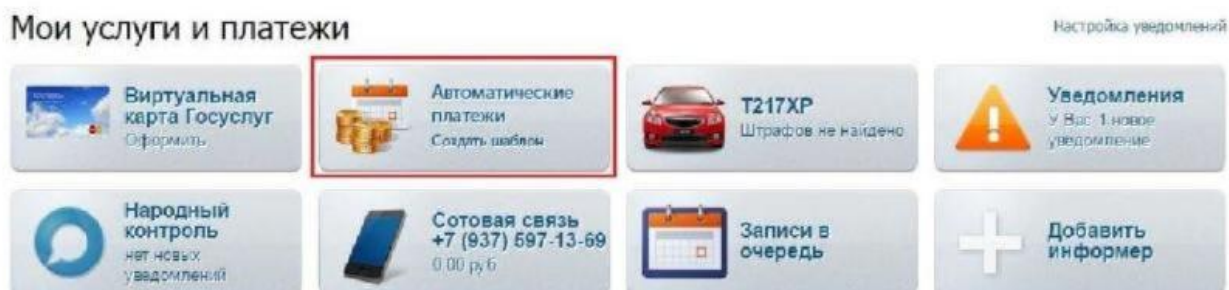 Мои услуги и платежи
Настройка уведомлений
Виртуальная
карта Госуслуг
Оформить
Автоматические
платежи
Создать шаблон
Т217ХР
Штрафов не найдено
Уведомления
У Вас 1 новое
уведомление
Народный
контроль
нет новых
уведомлений
Сотовая связь
+7 (937) 597-13-69
0.00 руб
Записи в
очередь
Добавить
информер